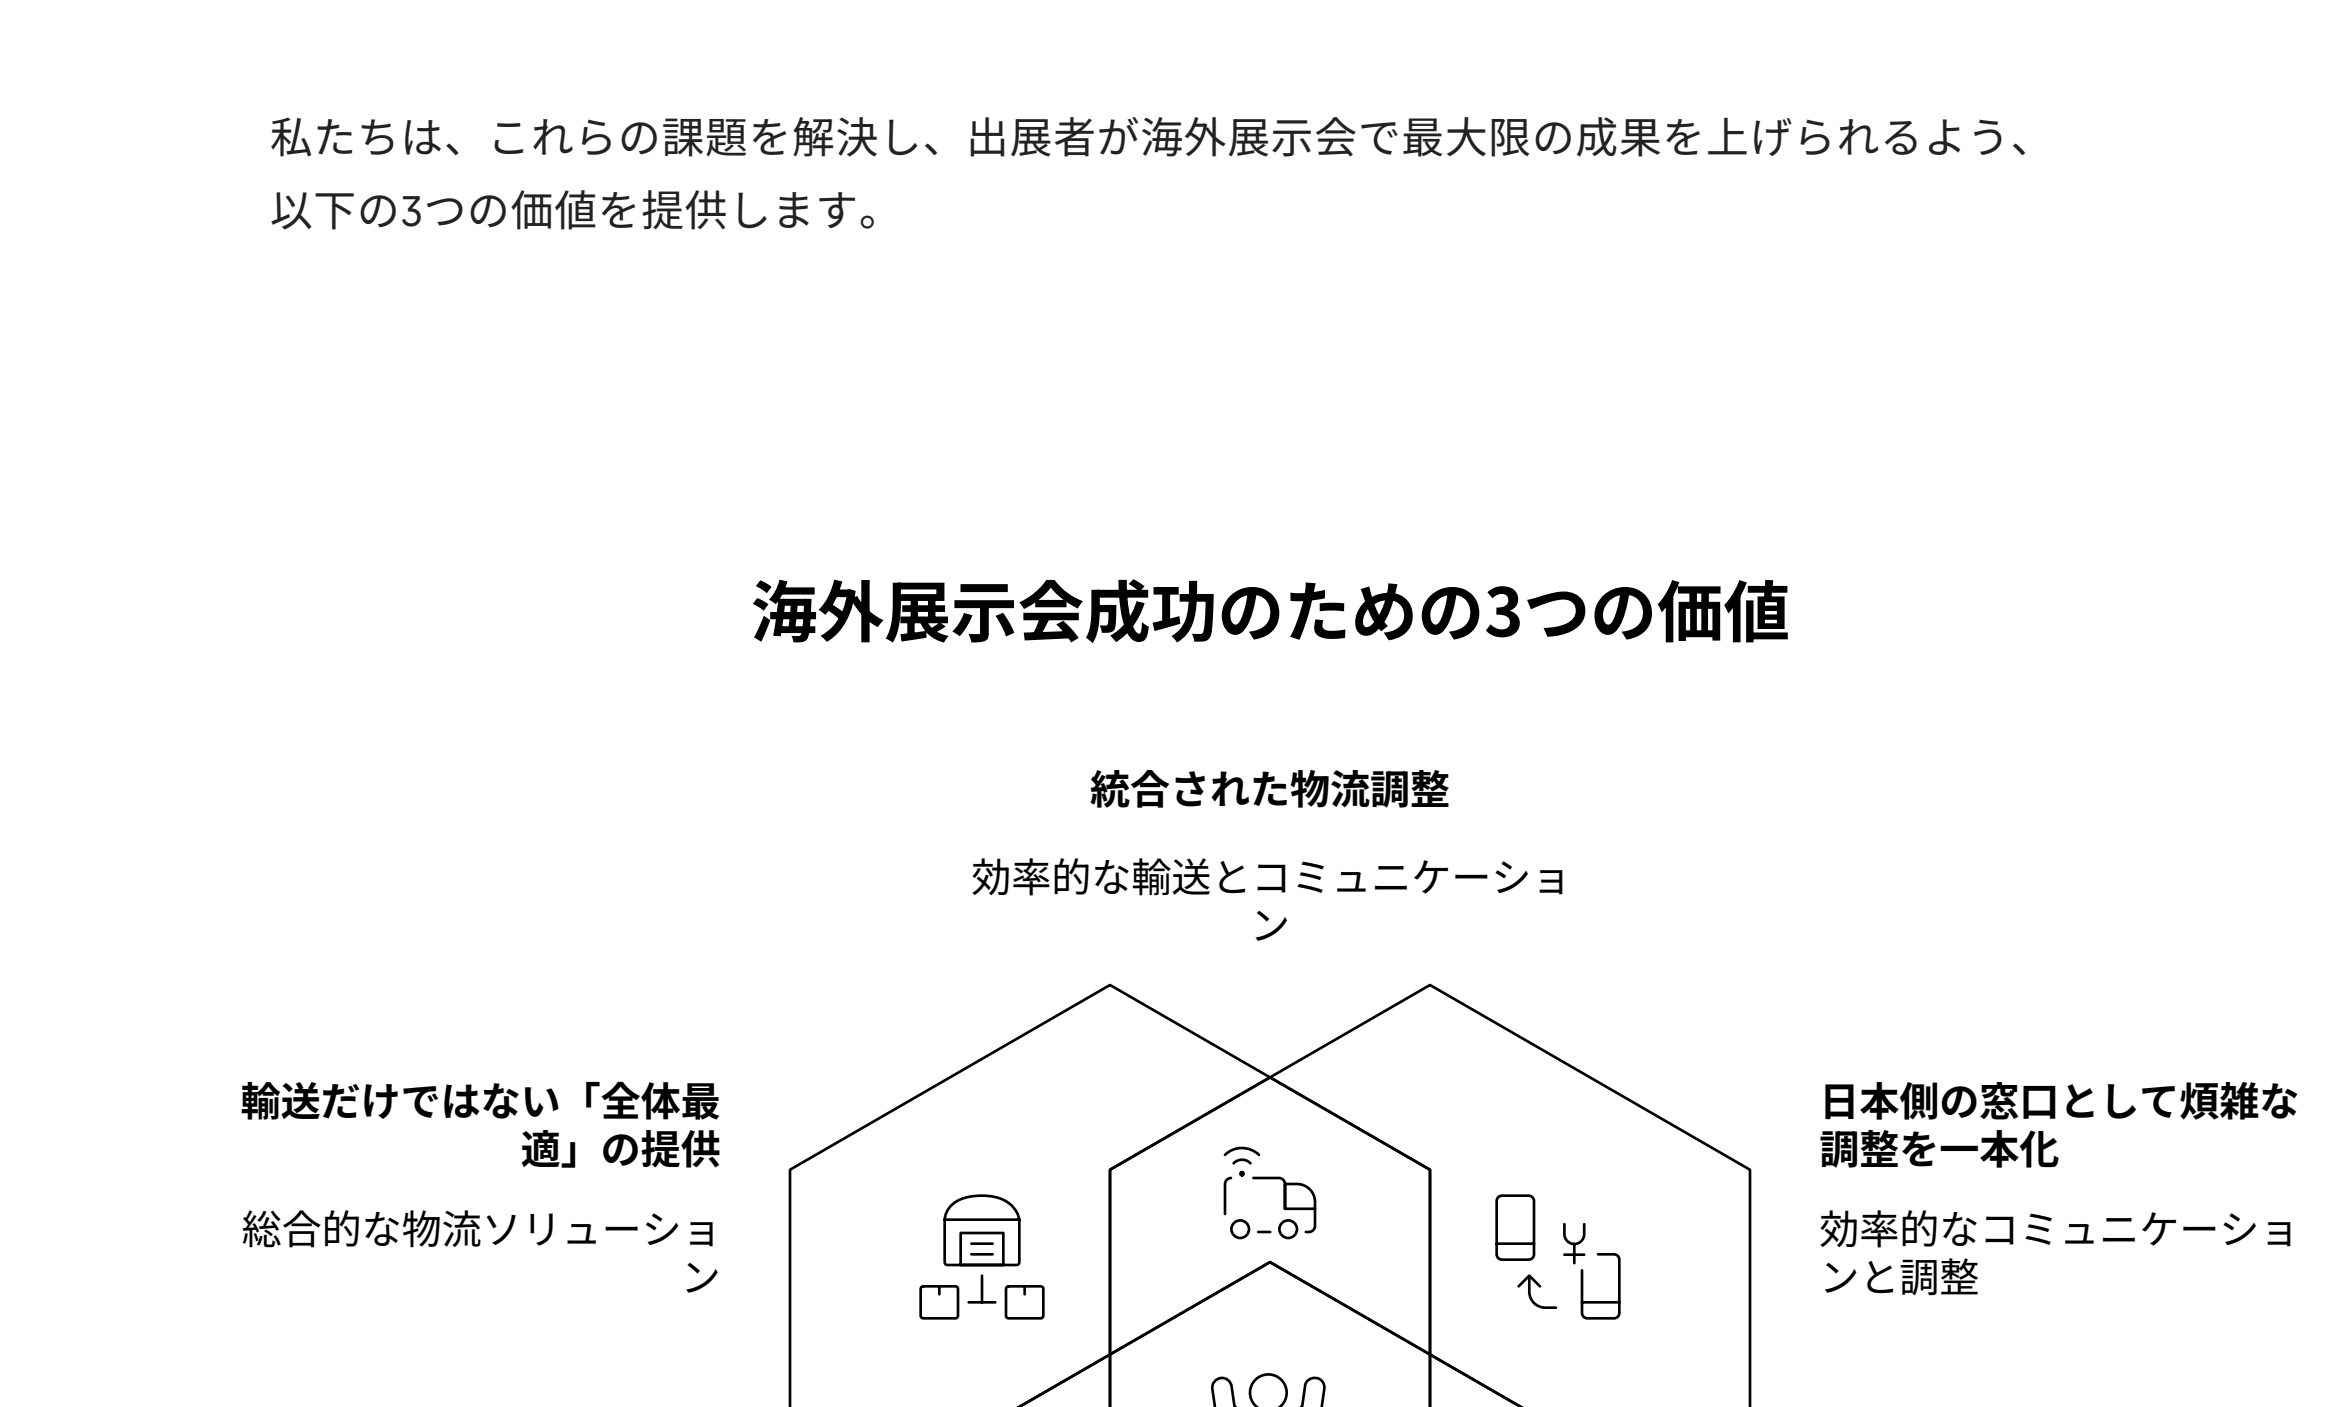 私たちは、これらの課題を解決し、出展者が海外展示会で最大限の成果を上げられるよう、
以下の3つの価値を提供します。
海外展示会成功のための3つの価値
統合された物流調整
効率的な輸送とコミュニケーショ
ン
輸送だけではない「全体最
適」の提供
総合的な物流ソリューショ
ン
日本側の窓口として煩雑な
調整を一本化
効率的なコミュニケーショ
ンと調整